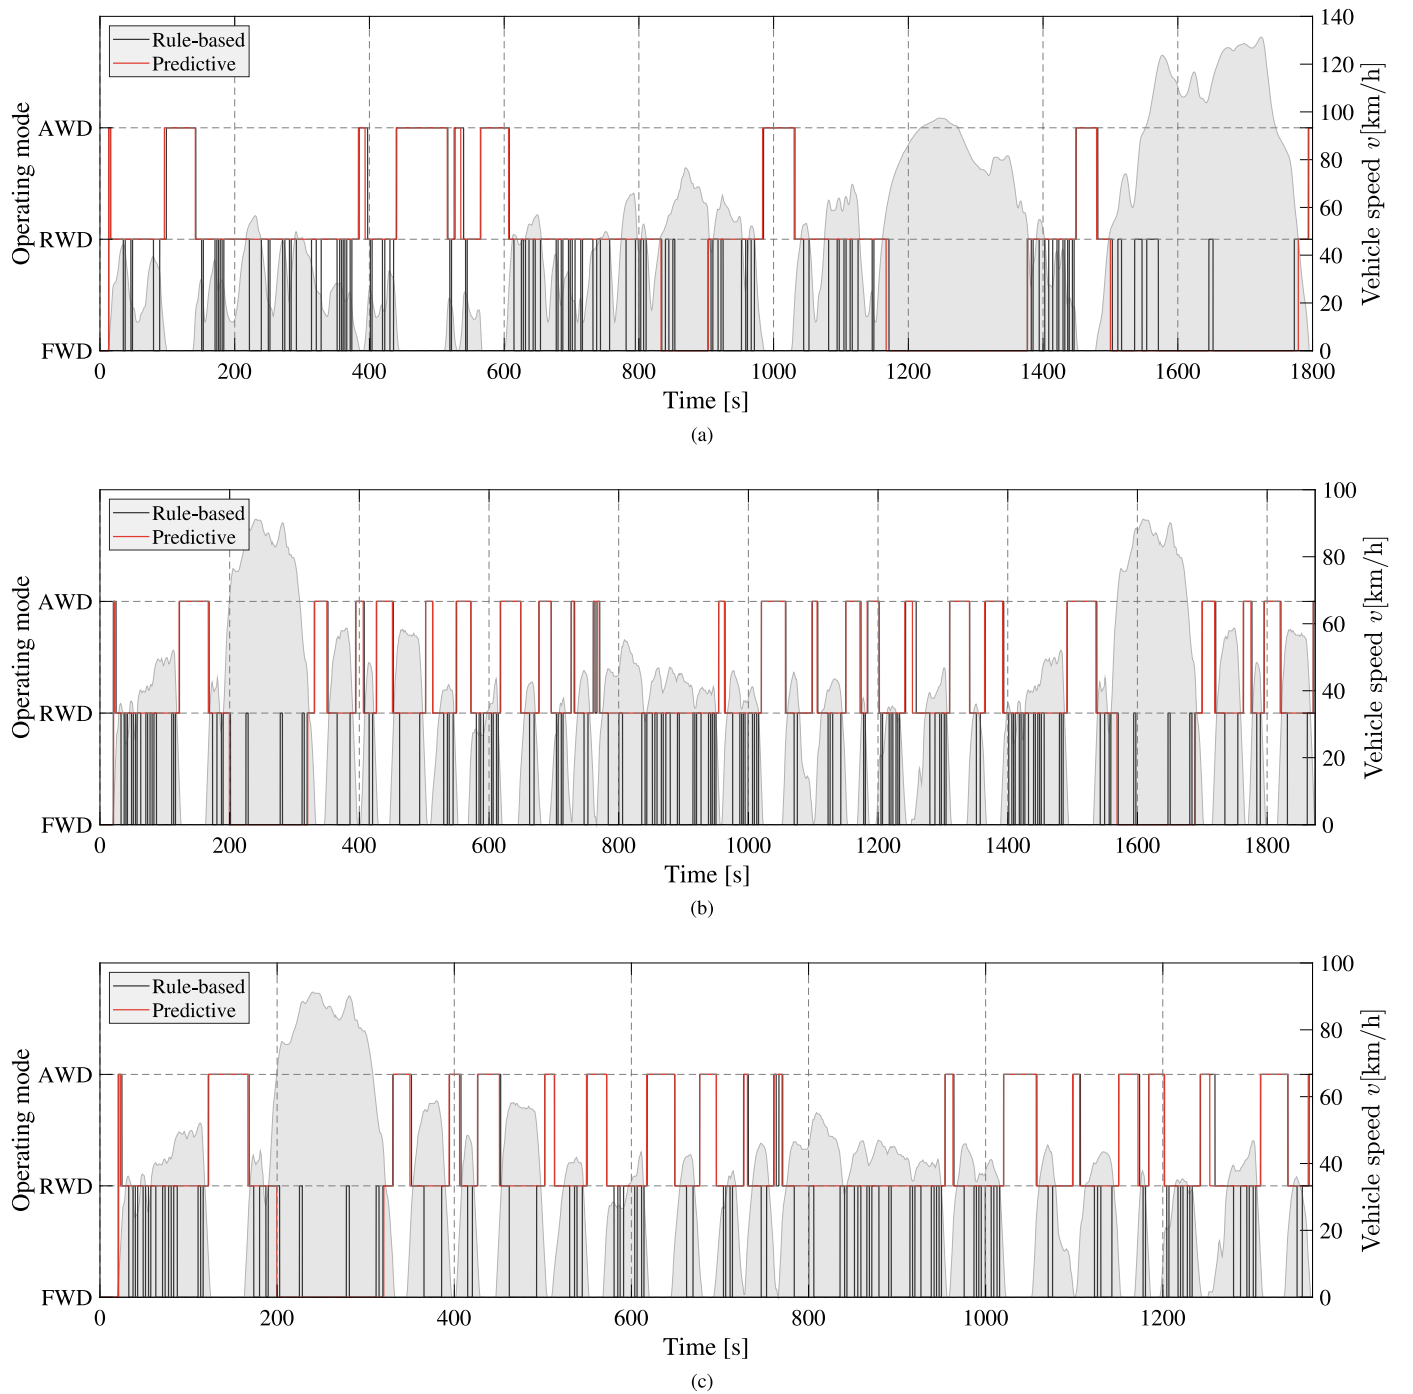 Rule-based
Predictive
Operating mode
AWD
RWD
FWD
140
120
100
80
60
40
20
0
Vehicle speed v[km/h]
0 200 400 600 800 1000 1200 1400 1600 1800
Time [s]
(a)
Rule-based
Predictive
Operating mode
AWD
RWD
FWD
100
80
60
40
20
0
Vehicle speed v[km/h]
0 200 400 600 800 1000 1200 1400 1600 1800
Time [s]
(b)
Rule-based
Predictive
Operating mode
AWD
RWD
FWD
100
80
60
40
20
0
Vehicle speed v[km/h]
0 200 400 600 800 1000 1200
Time [s]
(c)